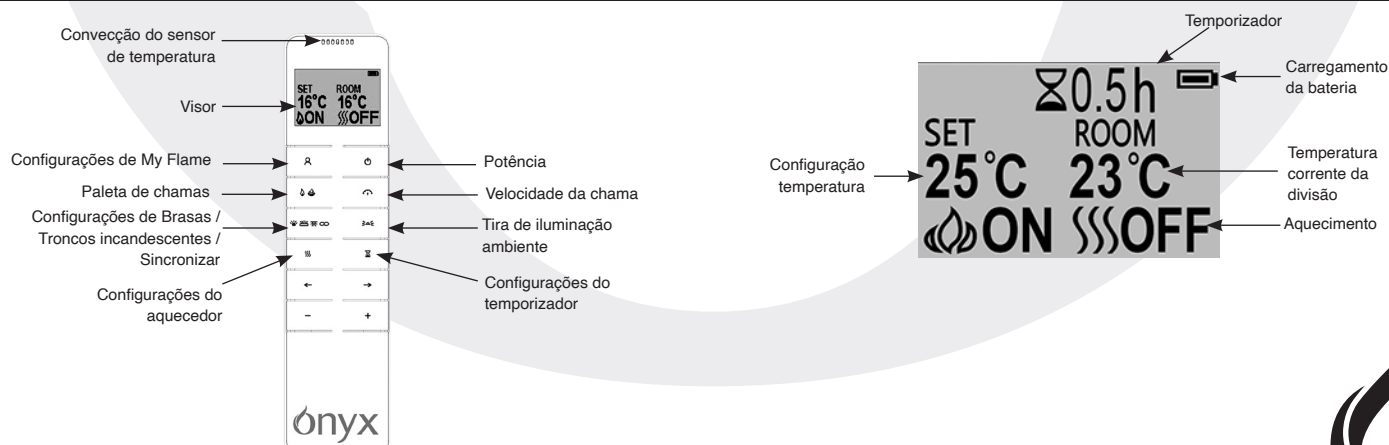 Convecção do sensor
de temperatura
Visor
SET ROOM
16°C 16°C
ON OFF
Configurações de My Flame
Potência
Paleta de chamas
Velocidade da chama
Configurações de Brasas /
Troncos incandescentes /
Sincronizar
Tira de iluminação
ambiente
Configurações do
aquecedor
Configurações do
temporizador
← →
- +
ónyx
Temporizador
Carregamento
da bateria
0.5h
SET ROOM
25°C 23°C
ON OFF
Configuração
temperatura
Temperatura
corrente da
divisão
Aquecimento